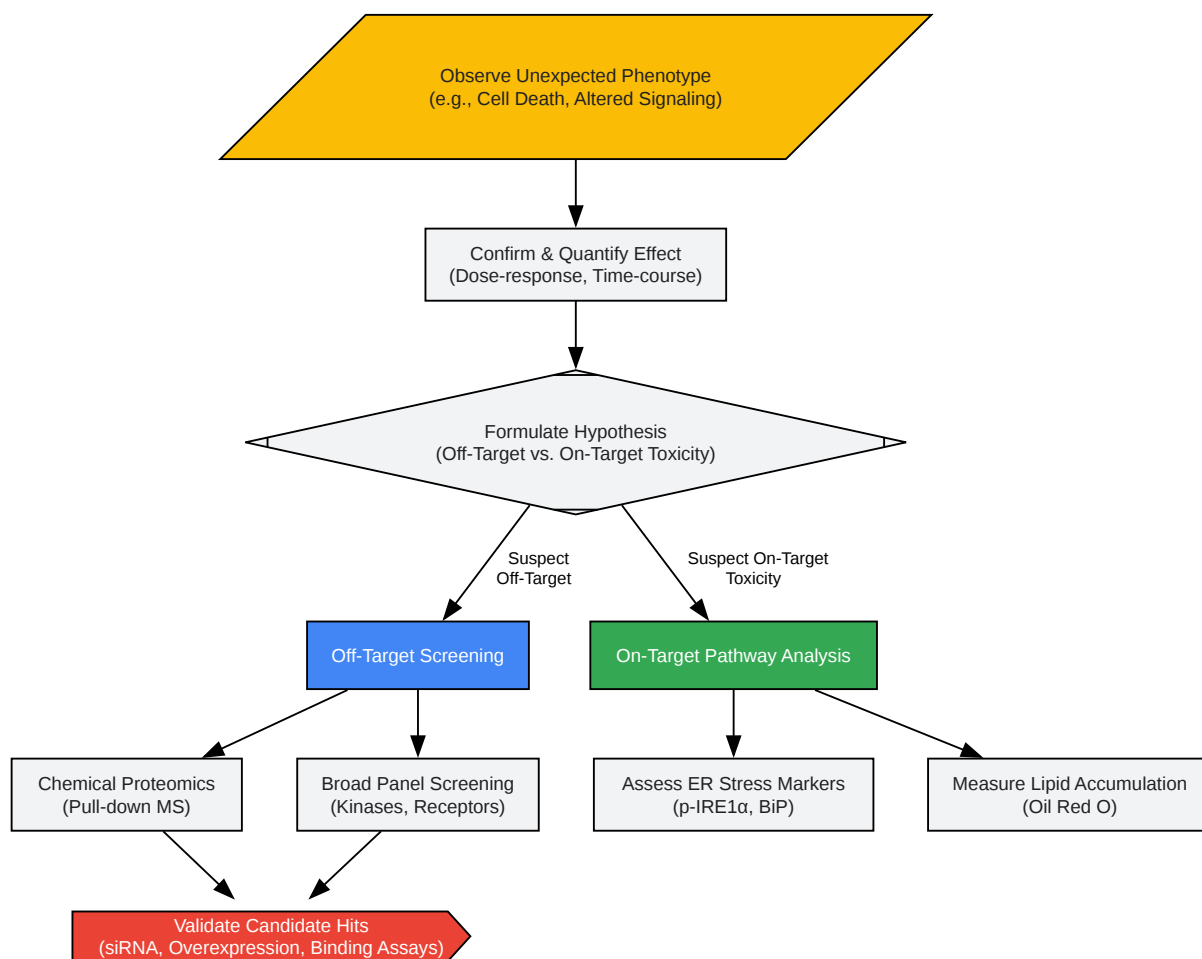 Observe Unexpected Phenotype
(e.g., Cell Death, Altered Signaling)
Confirm & Quantify Effect
(Dose-response, Time-course)
Formulate Hypothesis
(Off-Target vs. On-Target Toxicity)
Suspect
Off-Target
Suspect On-Target
Toxicity
Off-Target Screening
On-Target Pathway Analysis
Chemical Proteomics
(Pull-down MS)
Broad Panel Screening
(Kinases, Receptors)
Assess ER Stress Markers
(p-IRE1α, BiP)
Measure Lipid Accumulation
(Oil Red O)
Validate Candidate Hits
(siRNA, Overexpression, Binding Assays)